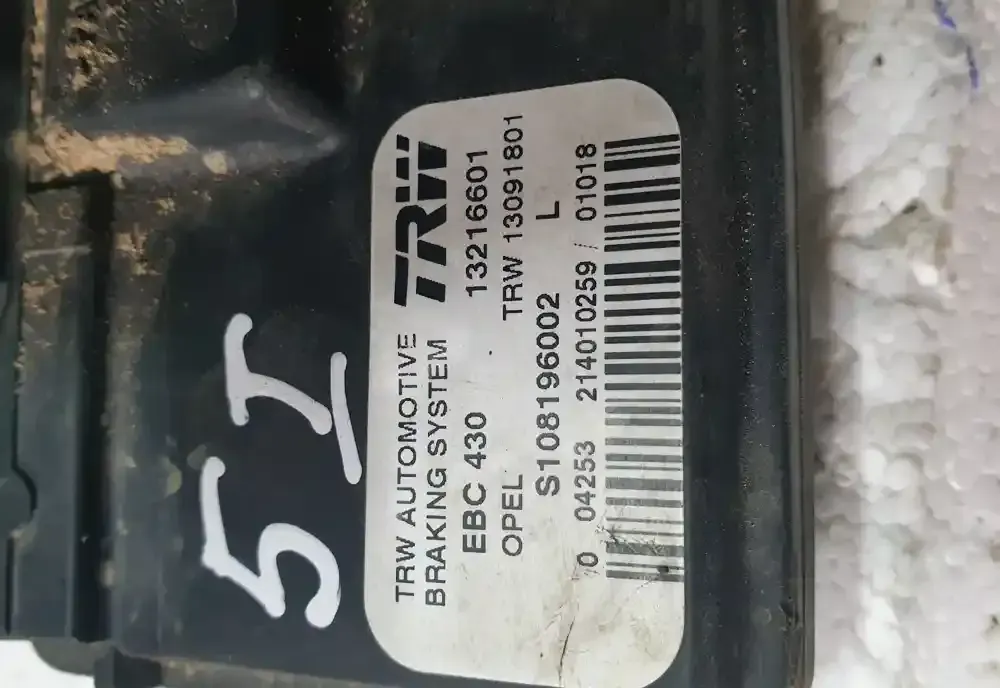 5I
TRW AUTOMOTIVE
BRAKING SYSTEM
TRW
EBC 430 13216601
OPEL TRW 13091801
S108196002 L
0 04253 214010259 / 01018